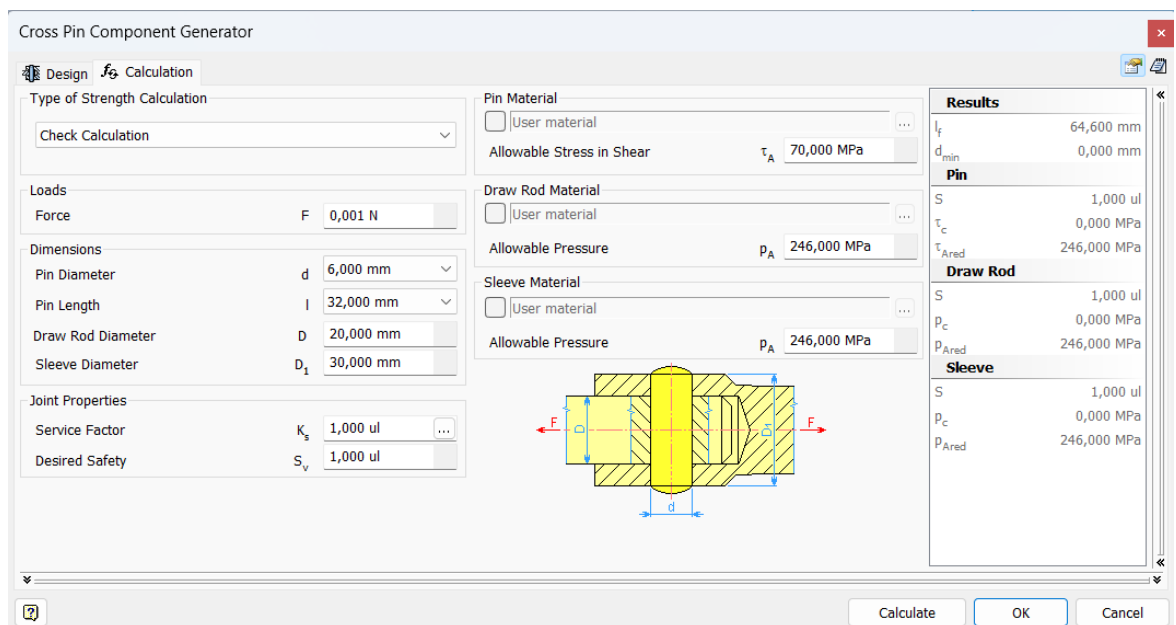 Cross Pin Component Generator
Design
Calculation
Type of Strength Calculation
Check Calculation
Loads
Force F 0,001 N
Dimensions
Pin Diameter d 6,000 mm
Pin Length l 32,000 mm
Draw Rod Diameter D 20,000 mm
Sleeve Diameter D1 30,000 mm
Joint Properties
Service Factor Ks 1,000 ul ...
Desired Safety Sv 1,000 ul
Pin Material
User material ...
Allowable Stress in Shear τA 70,000 MPa
Draw Rod Material
User material ...
Allowable Pressure pA 246,000 MPa
Sleeve Material
User material ...
Allowable Pressure pA 246,000 MPa
F D D1 F
d
Results
lf 64,600 mm
dmin 0,000 mm
Pin
S 1,000 ul
τc 0,000 MPa
τAred 246,000 MPa
Draw Rod
S 1,000 ul
pc 0,000 MPa
pAred 246,000 MPa
Sleeve
S 1,000 ul
pc 0,000 MPa
pAred 246,000 MPa
Calculate OK Cancel